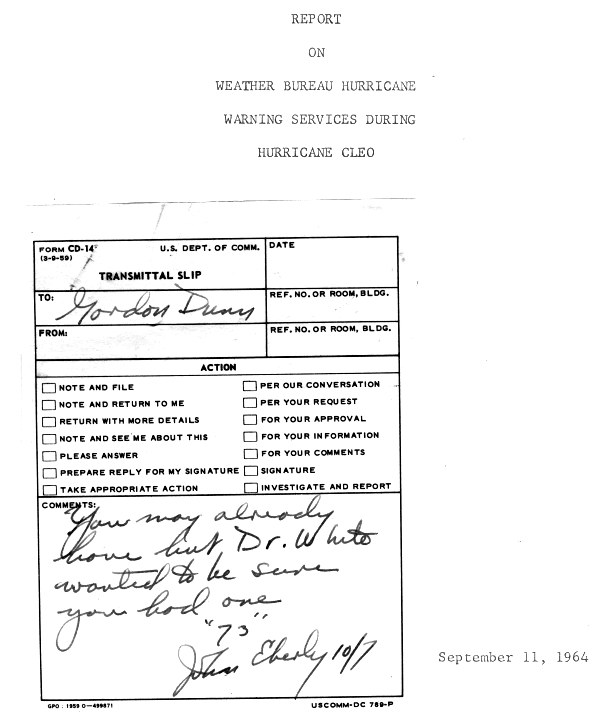 REPORT
ON
WEATHER BUREAU HURRICANE
WARNING SERVICES DURING
HURRICANE CLEO
FORM CD-14
(3-9-59)
U.S. DEPT. OF COMM.
DATE
TRANSMITTAL SLIP
TO:
Gordon Dunn
REF. NO. OR ROOM, BLDG.
FROM:
REF. NO. OR ROOM, BLDG.
ACTION
NOTE AND FILE
PER OUR CONVERSATION
NOTE AND RETURN TO ME
PER YOUR REQUEST
RETURN WITH MORE DETAILS
FOR YOUR APPROVAL
NOTE AND SEE ME ABOUT THIS
FOR YOUR INFORMATION
PLEASE ANSWER
FOR YOUR COMMENTS
PREPARE REPLY FOR MY SIGNATURE
SIGNATURE
TAKE APPROPRIATE ACTION
INVESTIGATE AND REPORT
COMMENTS:
You may already
have but, Dr. White
wanted to be sure
you had one
"73"
John Eberly 10/7
September 11, 1964
GPO : 1959 O-499871
USCOMM-DC 789-P